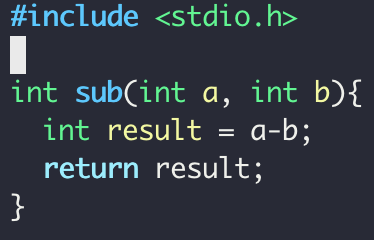 #include <stdio.h>

int sub(int a, int b){
  int result = a-b;
  return result;
}